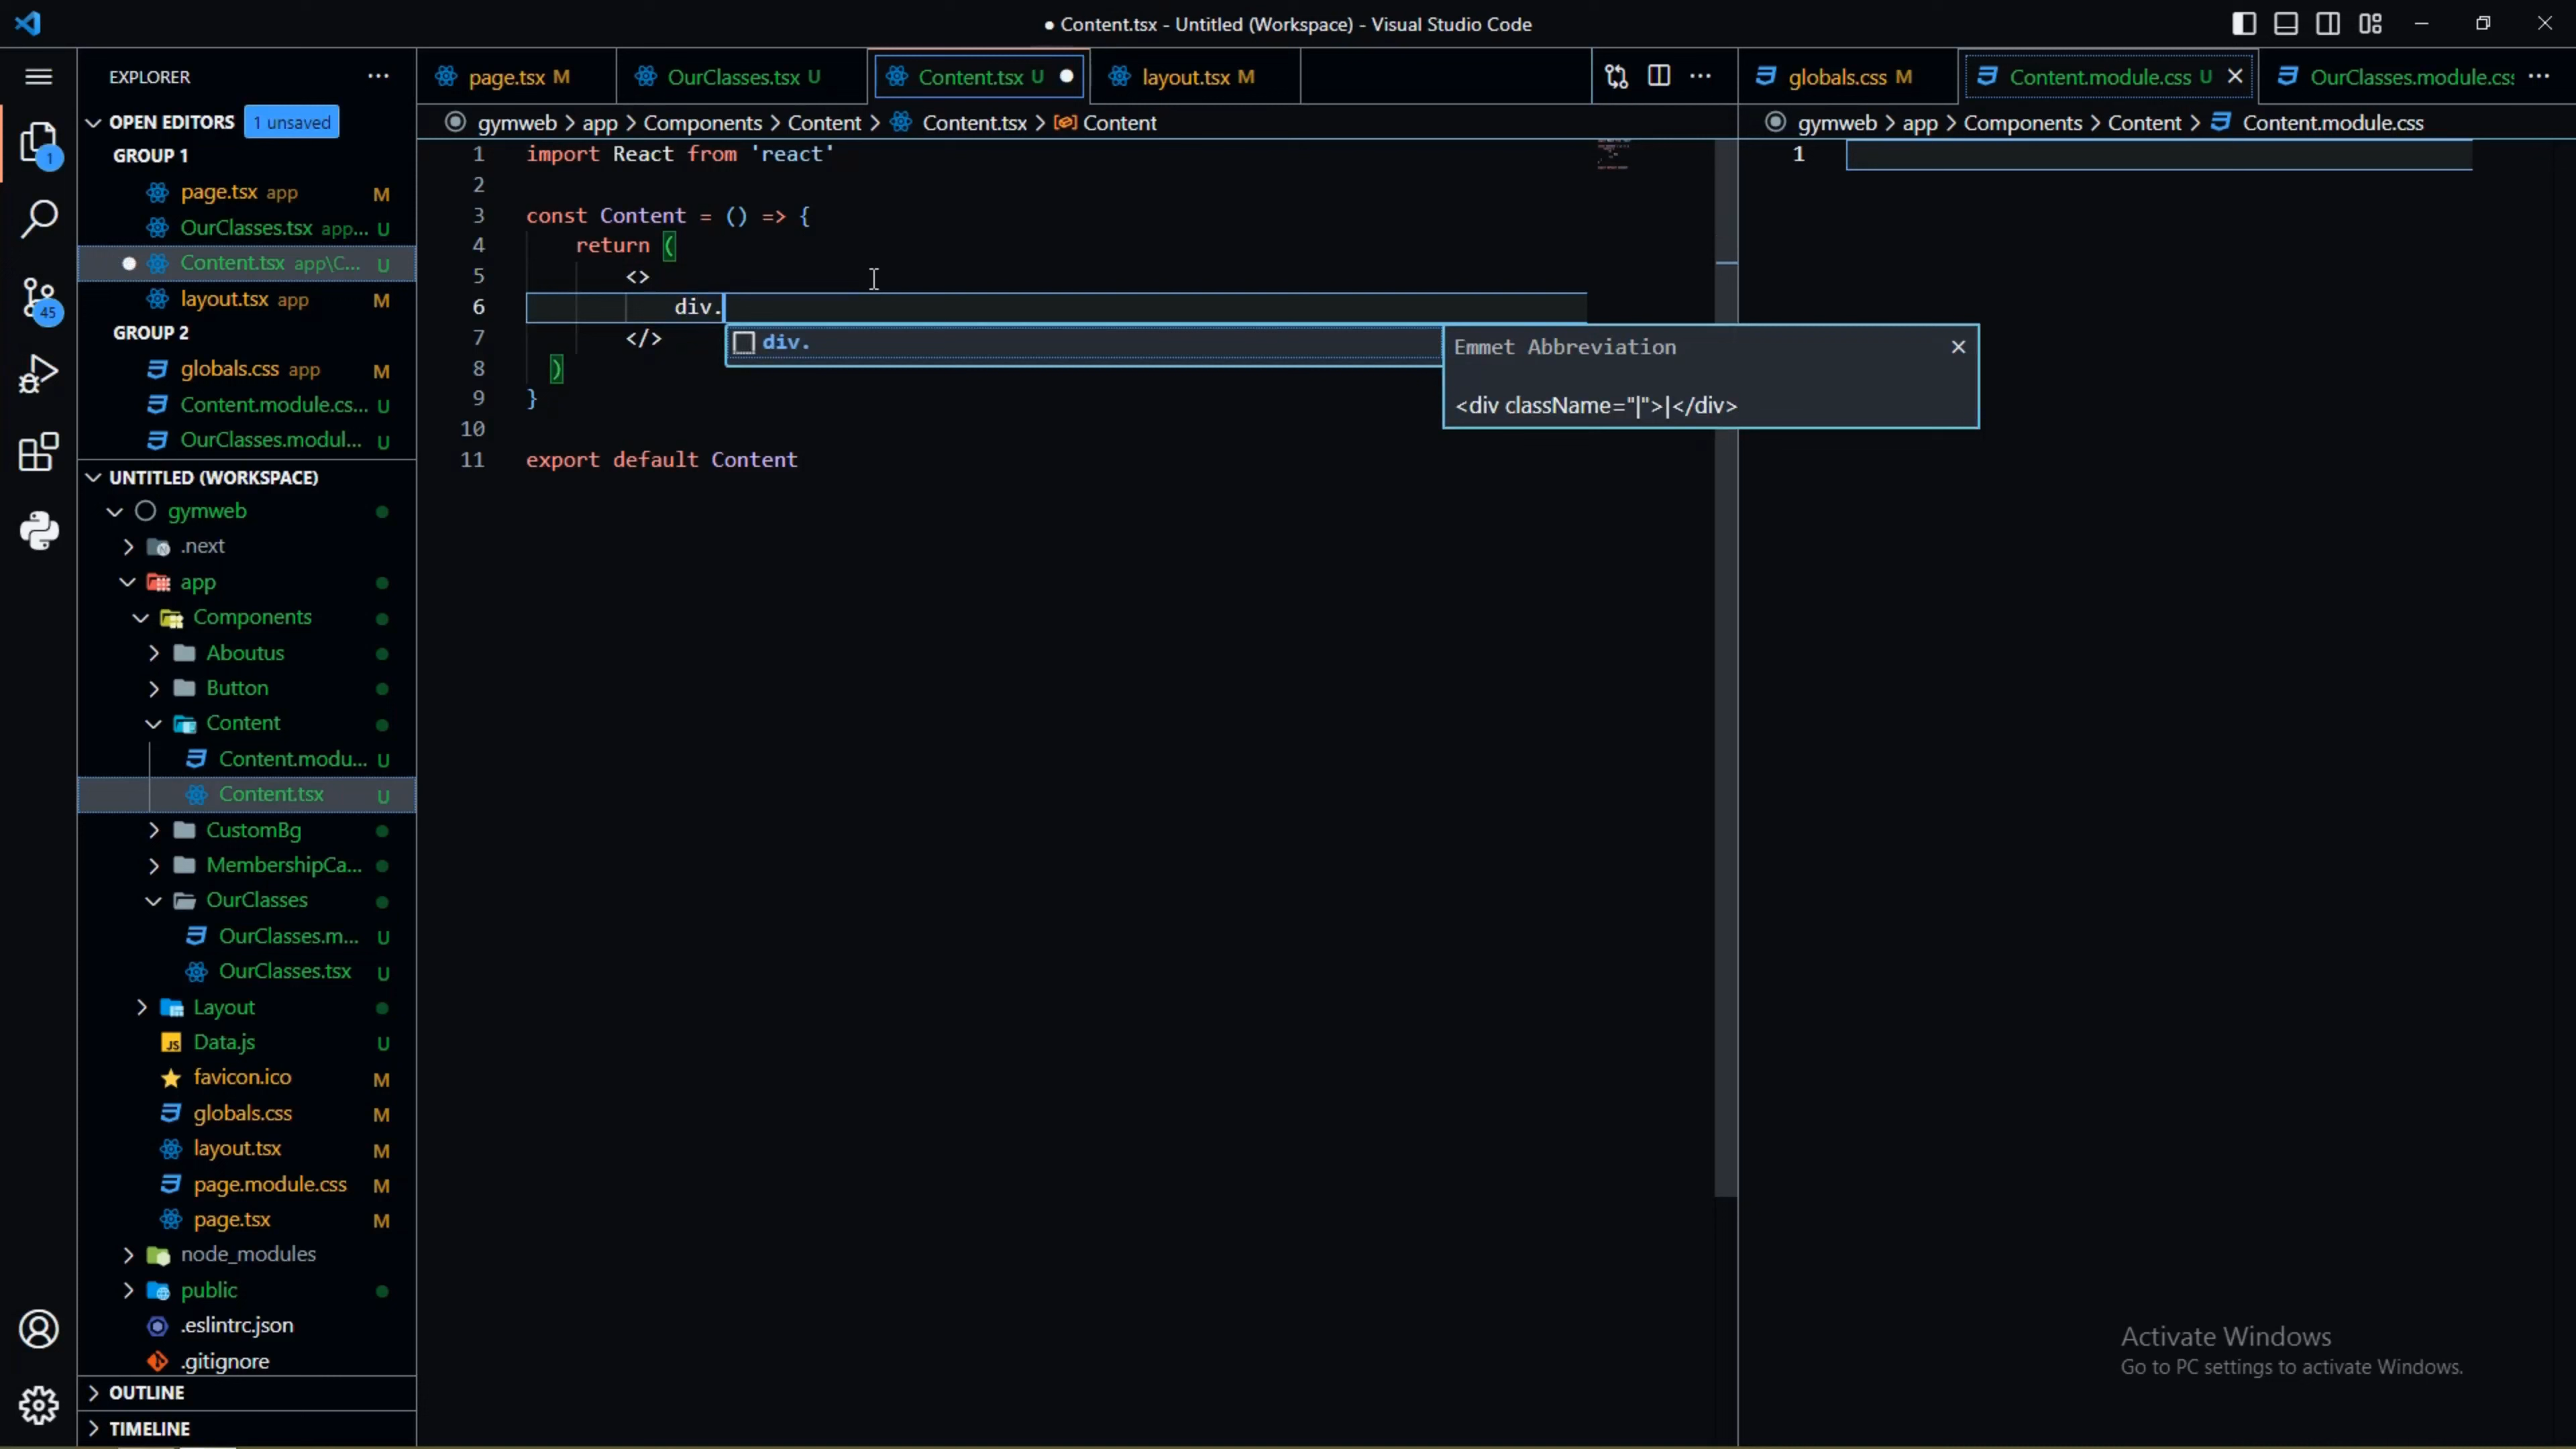 ● Content.tsx - Untitled (Workspace) - Visual Studio Code
EXPLORER
OPEN EDITORS 1 unsaved
GROUP 1
page.tsx app M
OurClasses.tsx app... U
Content.tsx app\C... U
layout.tsx app M
GROUP 2
globals.css app M
Content.module.cs... U
OurClasses.modul... U
UNTITLED (WORKSPACE)
gymweb
.next
app
Components
Aboutus
Button
Content
Content.modu... U
Content.tsx U
CustomBg
MembershipCa...
OurClasses
OurClasses.m... U
OurClasses.tsx U
Layout
JS Data.js U
favicon.ico M
globals.css M
layout.tsx M
page.module.css M
page.tsx M
node_modules
public
.eslintrc.json
.gitignore
OUTLINE
TIMELINE
1
45
page.tsx M OurClasses.tsx U Content.tsx U layout.tsx M
gymweb > app > Components > Content > Content.tsx > Content
1 import React from 'react'
2
3 const Content = () => {
4 return (
5 <>
6 div.
7 </>
8 )
9 }
10
11 export default Content
div.
Emmet Abbreviation
<div className="|">|</div>
globals.css M Content.module.css U OurClasses.module.cs
gymweb > app > Components > Content > Content.module.css
1
Activate Windows
Go to PC settings to activate Windows.